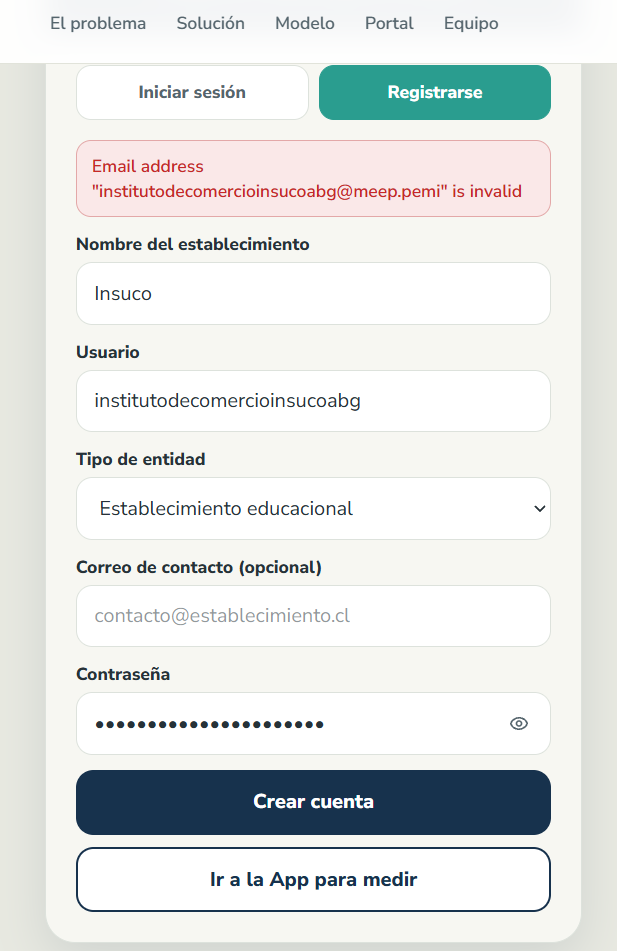 El problema Solución Modelo Portal Equipo
Iniciar sesión Registrarse
Email address
"institutodecomercioinsucoabg@meep.pemi" is invalid
Nombre del establecimiento
Insuco
Usuario
institutodecomercioinsucoabg
Tipo de entidad
Establecimiento educacional
Correo de contacto (opcional)
contacto@establecimiento.cl
Contraseña
••••••••••••••••••••••
Crear cuenta
Ir a la App para medir